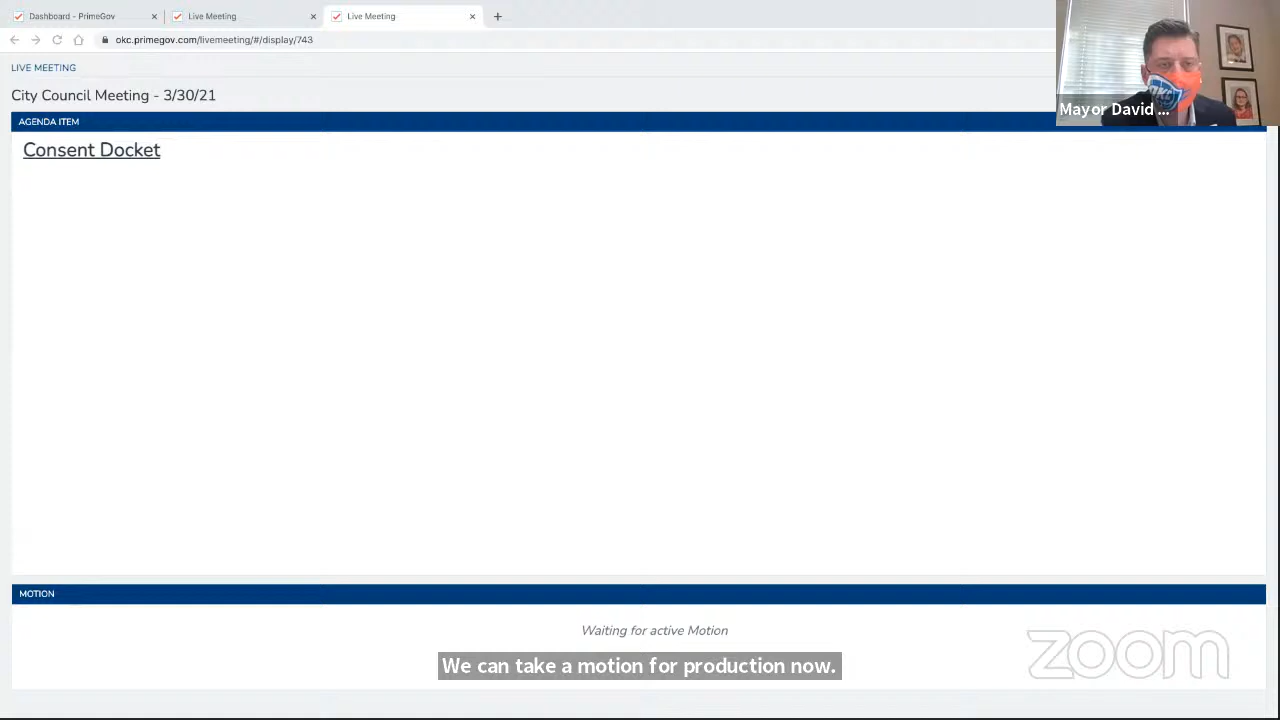 Dashboard - PrimeGov
Live Meeting
Live Meeting
okc.primegov.com/livemeeting/#/display/743
LIVE MEETING
City Council Meeting - 3/30/21
AGENDA ITEM
Consent Docket
Mayor David ...
OKC
MOTION
Waiting for active Motion
We can take a motion for production now.
zoom